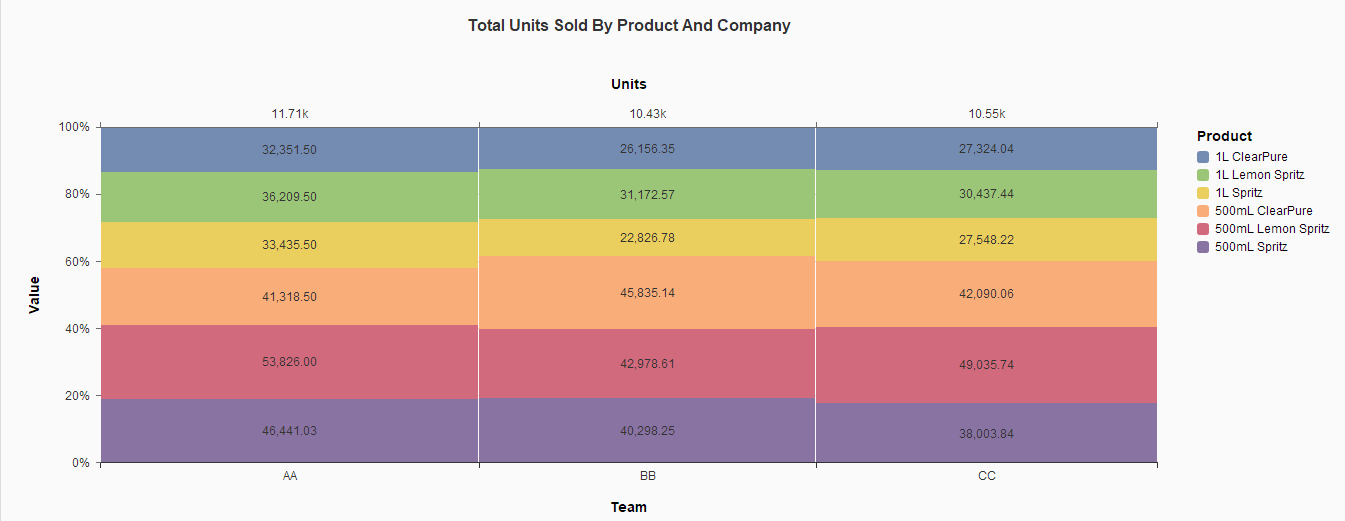 Total Units Sold By Product And Company
Units
11.71k 10.43k 10.55k
100%
80%
60%
40%
20%
0%
Value
32,351.50 26,156.35 27,324.04
36,209.50 31,172.57 30,437.44
33,435.50 22,826.78 27,548.22
41,318.50 45,835.14 42,090.06
53,826.00 42,978.61 49,035.74
46,441.03 40,298.25 38,003.84
AA BB CC
Team
Product
1L ClearPure
1L Lemon Spritz
1L Spritz
500mL ClearPure
500mL Lemon Spritz
500mL Spritz